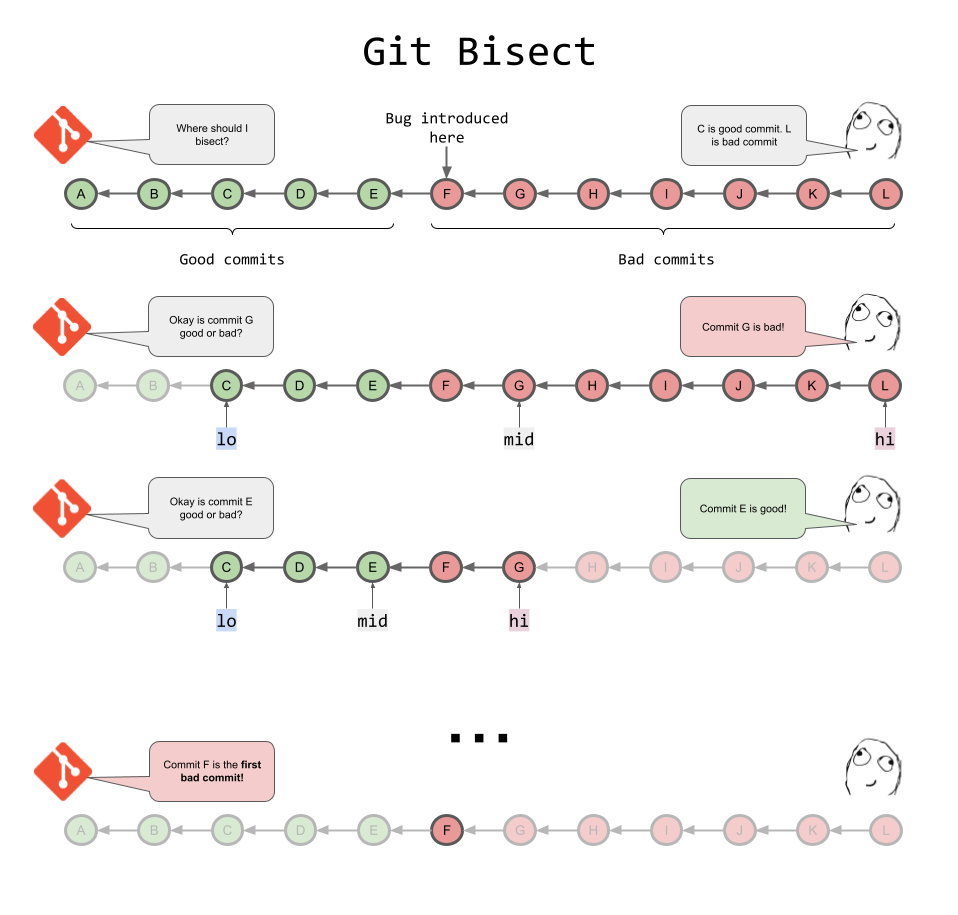 Git Bisect
Where should I
bisect?
Bug introduced
here
C is good commit. L
is bad commit
A B C D E F G H I J K L
Good commits
Bad commits
Okay is commit G
good or bad?
Commit G is bad!
A B C D E F G H I J K L
lo mid hi
Okay is commit E
good or bad?
Commit E is good!
A B C D E F G H I J K L
lo mid hi
...
Commit F is the first
bad commit!
A B C D E F G H I J K L